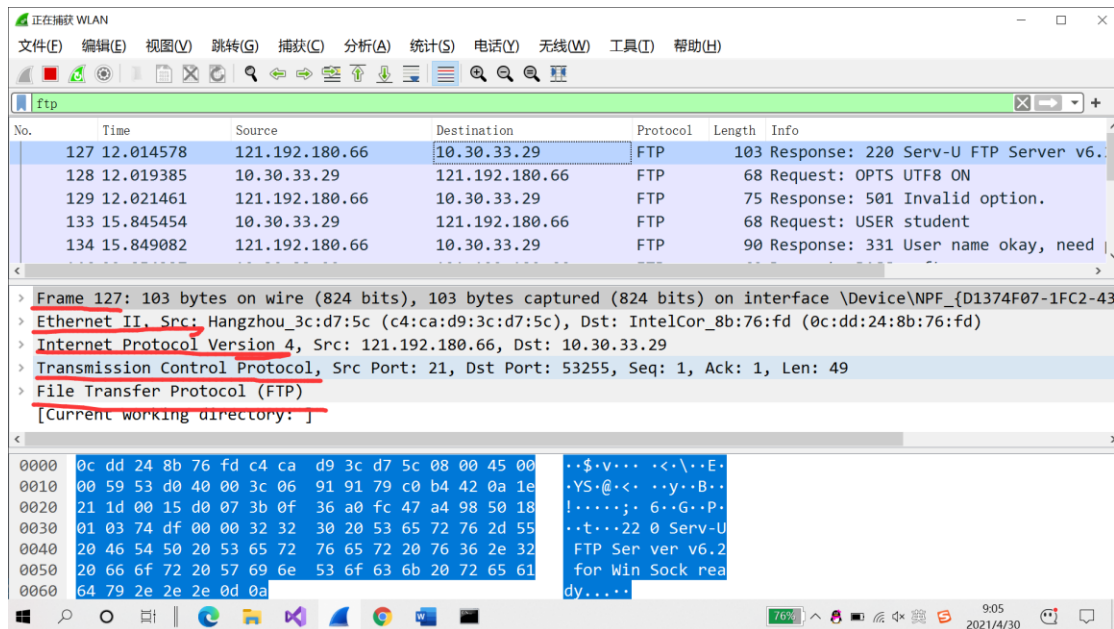 正在捕获 WLAN
文件(F) 编辑(E) 视图(V) 跳转(G) 捕获(C) 分析(A) 统计(S) 电话(Y) 无线(W) 工具(T) 帮助(H)
ftp
No. Time Source Destination Protocol Length Info
127 12.014578 121.192.180.66 10.30.33.29 FTP 103 Response: 220 Serv-U FTP Server v6.
128 12.019385 10.30.33.29 121.192.180.66 FTP 68 Request: OPTS UTF8 ON
129 12.021461 121.192.180.66 10.30.33.29 FTP 75 Response: 501 Invalid option.
133 15.845454 10.30.33.29 121.192.180.66 FTP 68 Request: USER student
134 15.849082 121.192.180.66 10.30.33.29 FTP 90 Response: 331 User name okay, need
Frame 127: 103 bytes on wire (824 bits), 103 bytes captured (824 bits) on interface \Device\NPF_{D1374F07-1FC2-43
Ethernet II, Src: Hangzhou_3c:d7:5c (c4:ca:d9:3c:d7:5c), Dst: IntelCor_8b:76:fd (0c:dd:24:8b:76:fd)
Internet Protocol Version 4, Src: 121.192.180.66, Dst: 10.30.33.29
Transmission Control Protocol, Src Port: 21, Dst Port: 53255, Seq: 1, Ack: 1, Len: 49
File Transfer Protocol (FTP)
[Current working directory: ]
0000 0c dd 24 8b 76 fd c4 ca d9 3c d7 5c 08 00 45 00 ··$·v··· ·<·\··E·
0010 00 59 53 d0 40 00 3c 06 91 91 79 c0 b4 42 0a 1e ·YS·@·<· ··y··B··
0020 21 1d 00 15 d0 07 3b 0f 36 a0 fc 47 a4 98 50 18 !·····;· 6··G··P·
0030 01 03 74 df 00 00 32 32 30 20 53 65 72 76 2d 55 ··t···22 0 Serv-U
0040 20 46 54 50 20 53 65 72 76 65 72 20 76 36 2e 32 FTP Ser ver v6.2
0050 20 66 6f 72 20 57 69 6e 53 6f 63 6b 20 72 65 61 for Win Sock rea
0060 64 79 2e 2e 2e 0d 0a dy.....
76%
9:05
2021/4/30